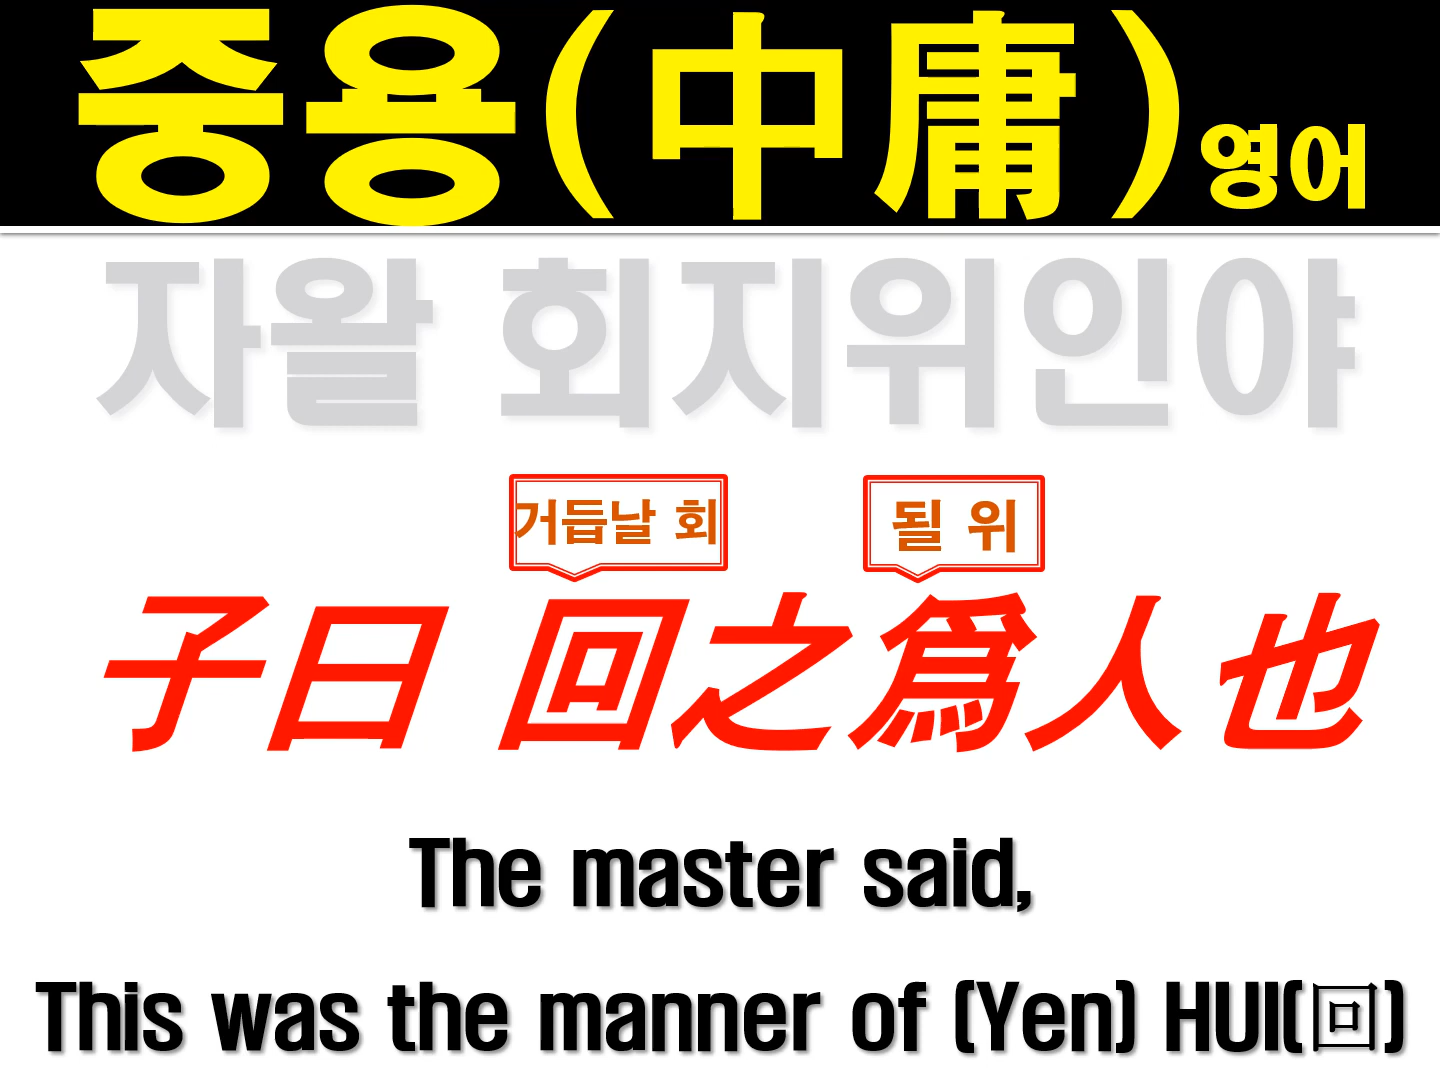 중용(中庸)영어
자왈 회지위인야
거듭날 회 될 위
子曰 回之爲人也
The master said,
This was the manner of (Yen) HUI(回)